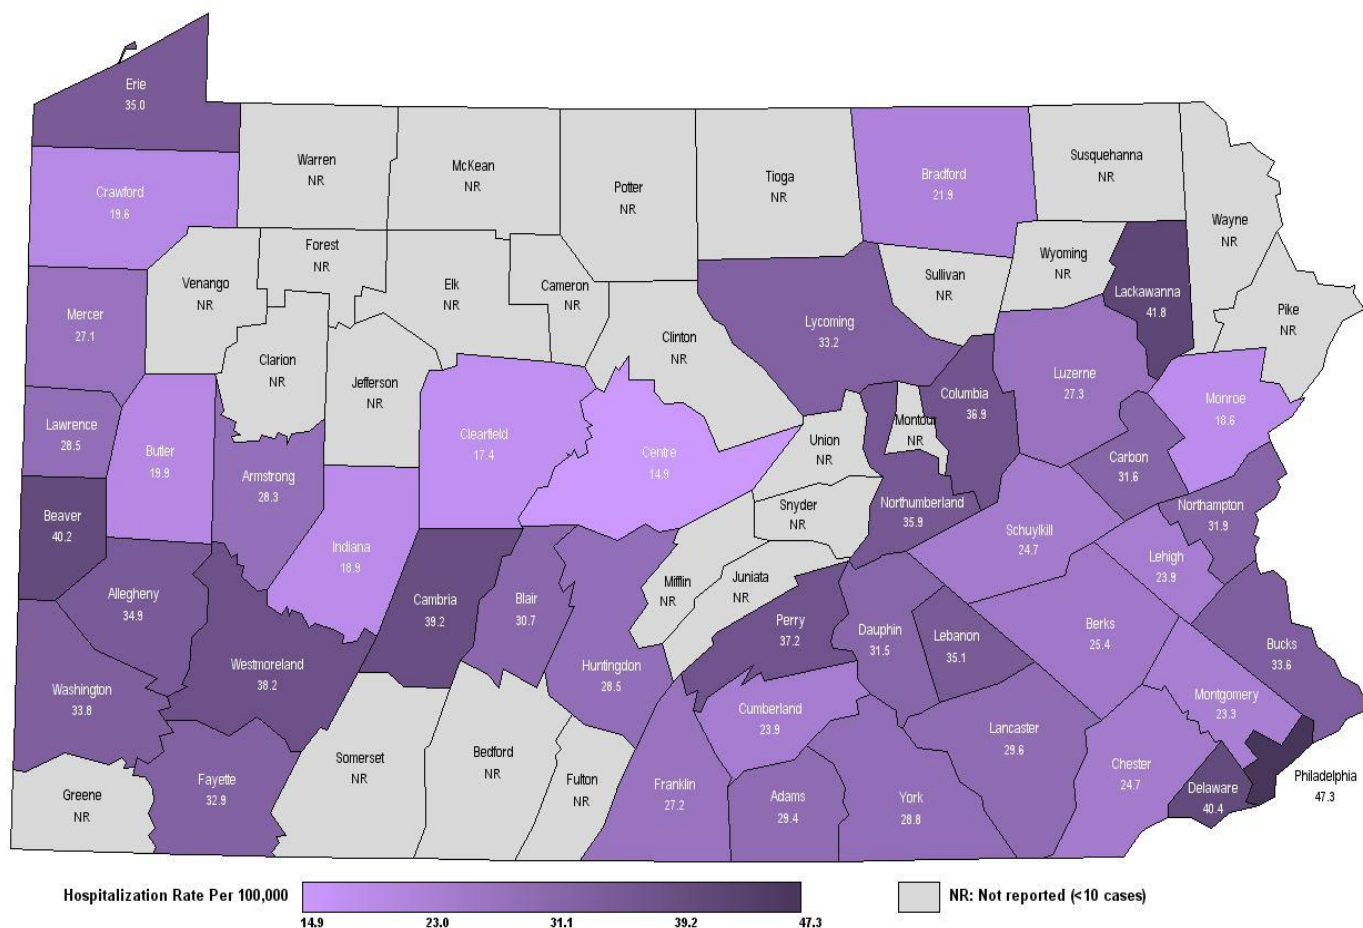 Erie
35.0
Warren
NR
McKean
NR
Potter
NR
Tioga
NR
Bradford
21.9
Susquehanna
NR
Wayne
NR
Crawford
19.6
Forest
NR
Venango
NR
Elk
NR
Cameron
NR
Sullivan
NR
Wyoming
NR
Lackawanna
41.8
Pike
NR
Mercer
27.1
Clarion
NR
Jefferson
NR
Clinton
NR
Lycoming
33.2
Columbia
36.9
Luzerne
27.3
Monroe
18.6
Lawrence
28.5
Butler
19.9
Armstrong
28.3
Clearfield
17.4
Centre
14.9
Union
NR
Montour
NR
Carbon
31.6
Northampton
31.9
Beaver
40.2
Snyder
NR
Northumberland
35.9
Schuylkill
24.7
Lehigh
23.9
Indiana
18.9
Allegheny
34.9
Cambria
39.2
Blair
30.7
Mifflin
NR
Juniata
NR
Perry
37.2
Dauphin
31.5
Lebanon
35.1
Berks
25.4
Bucks
33.6
Westmoreland
38.2
Huntingdon
28.5
Washington
33.8
Cumberland
23.9
Lancaster
29.6
Montgomery
23.3
Somerset
NR
Bedford
NR
Fulton
NR
Fayette
32.9
Greene
NR
Franklin
27.2
Adams
29.4
York
28.8
Chester
24.7
Delaware
40.4
Philadelphia
47.3
Hospitalization Rate Per 100,000
14.9 23.0 31.1 39.2 47.3
NR: Not reported (<10 cases)